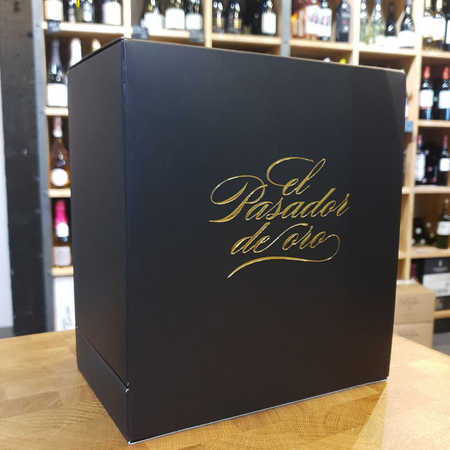 el
Pasador
de oro